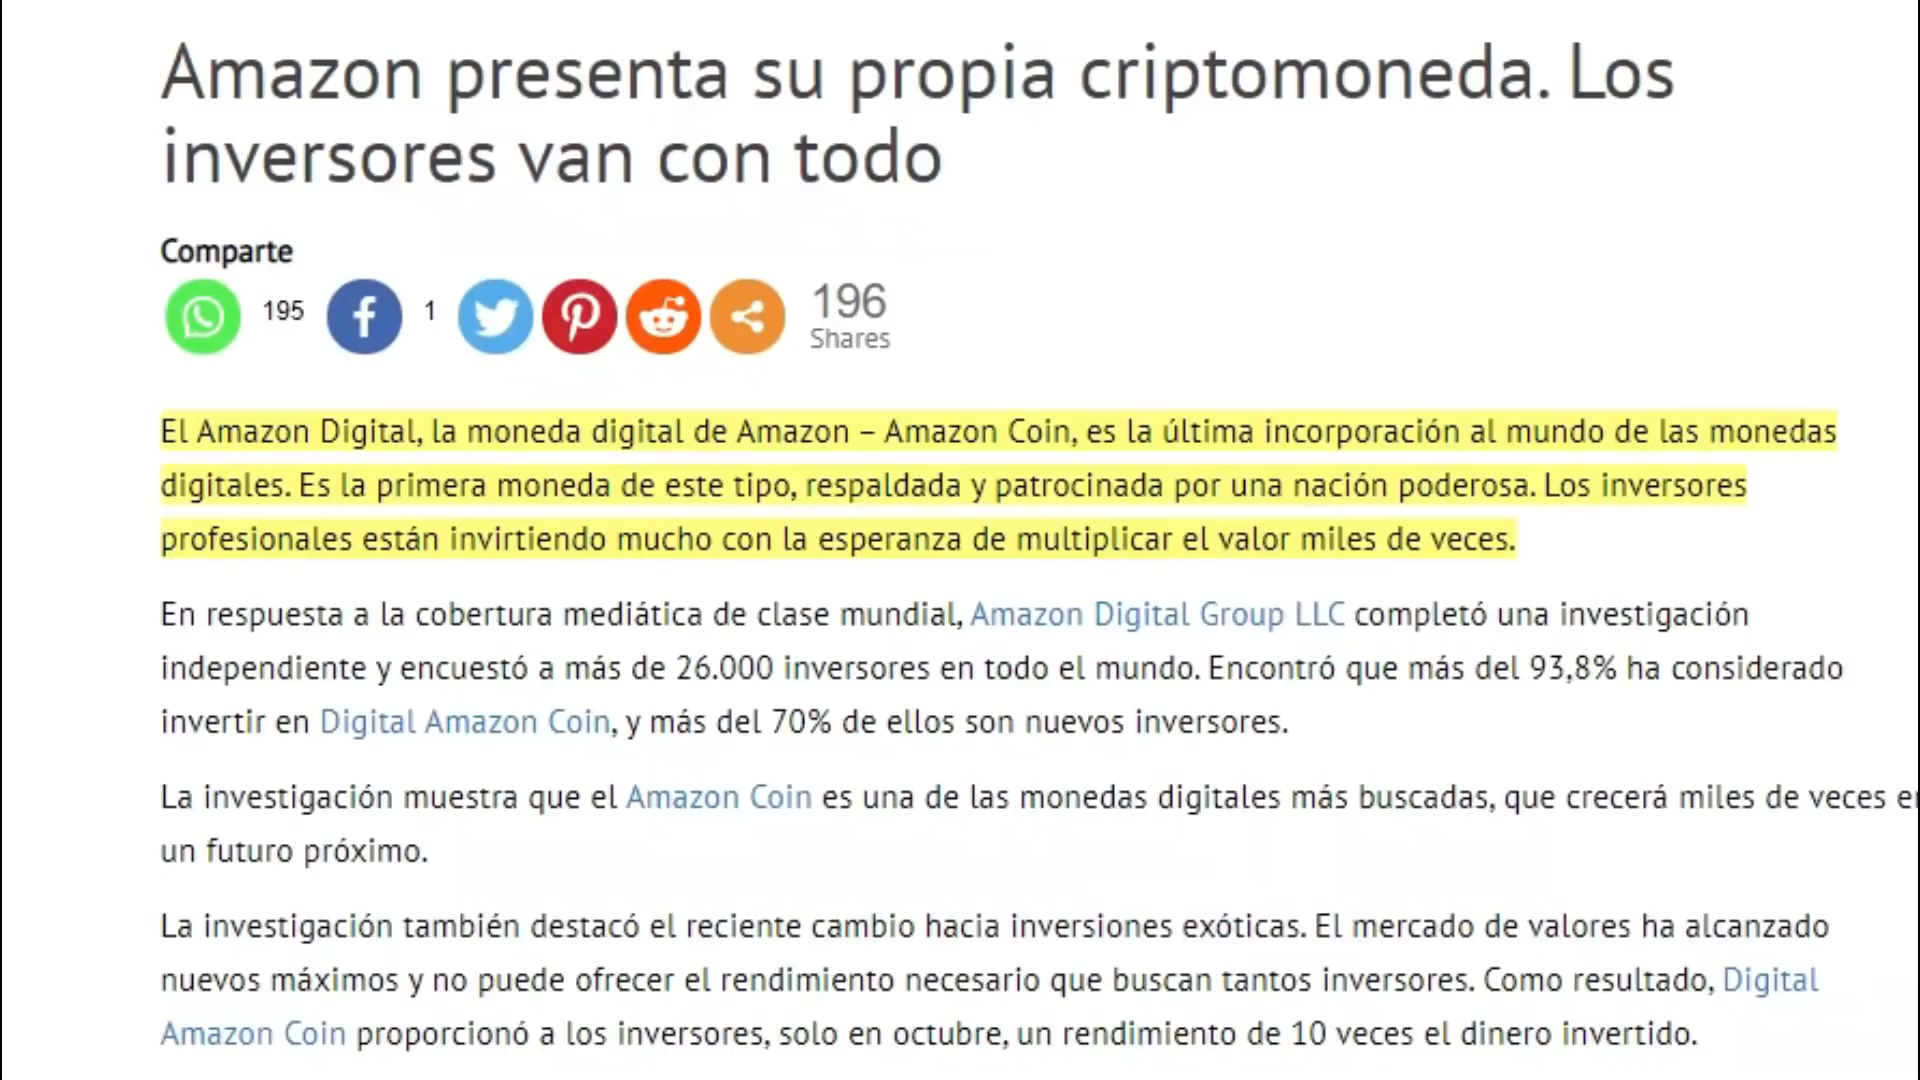 Amazon presenta su propia criptomoneda. Los
inversores van con todo
Comparte
195
1
196
Shares
El Amazon Digital, la moneda digital de Amazon – Amazon Coin, es la última incorporación al mundo de las monedas
digitales. Es la primera moneda de este tipo, respaldada y patrocinada por una nación poderosa. Los inversores
profesionales están invirtiendo mucho con la esperanza de multiplicar el valor miles de veces.
En respuesta a la cobertura mediática de clase mundial, Amazon Digital Group LLC completó una investigación
independiente y encuestó a más de 26.000 inversores en todo el mundo. Encontró que más del 93,8% ha considerado
invertir en Digital Amazon Coin, y más del 70% de ellos son nuevos inversores.
La investigación muestra que el Amazon Coin es una de las monedas digitales más buscadas, que crecerá miles de veces
un futuro próximo.
La investigación también destacó el reciente cambio hacia inversiones exóticas. El mercado de valores ha alcanzado
nuevos máximos y no puede ofrecer el rendimiento necesario que buscan tantos inversores. Como resultado, Digital
Amazon Coin proporcionó a los inversores, solo en octubre, un rendimiento de 10 veces el dinero invertido.